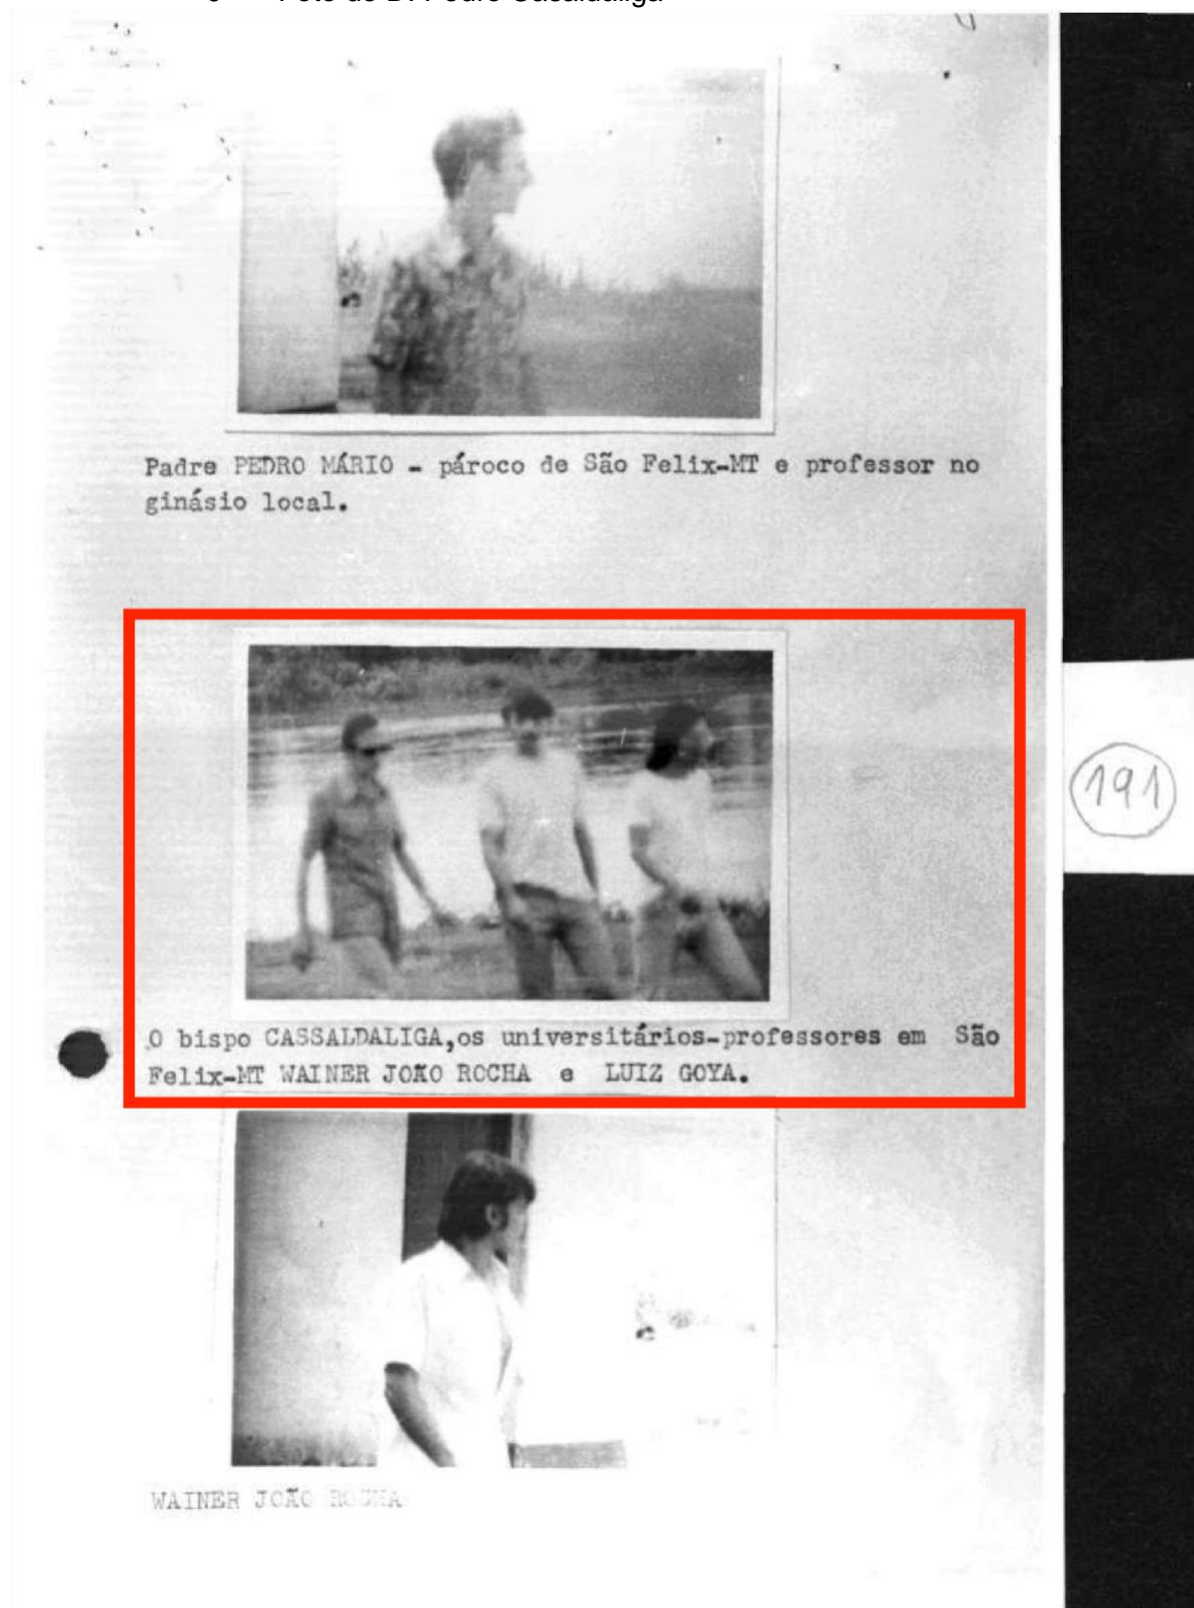 Foto de D. Pedro Casaldáliga
Padre PEDRO MÁRIO - pároco de São Felix-MT e professor no
ginásio local.
191
O bispo CASSALDALIGA,os universitários-professores em São
Felix-MT WAINER JOÃO ROCHA e LUIZ GOYA.
WAINER JOÃO ROCHA